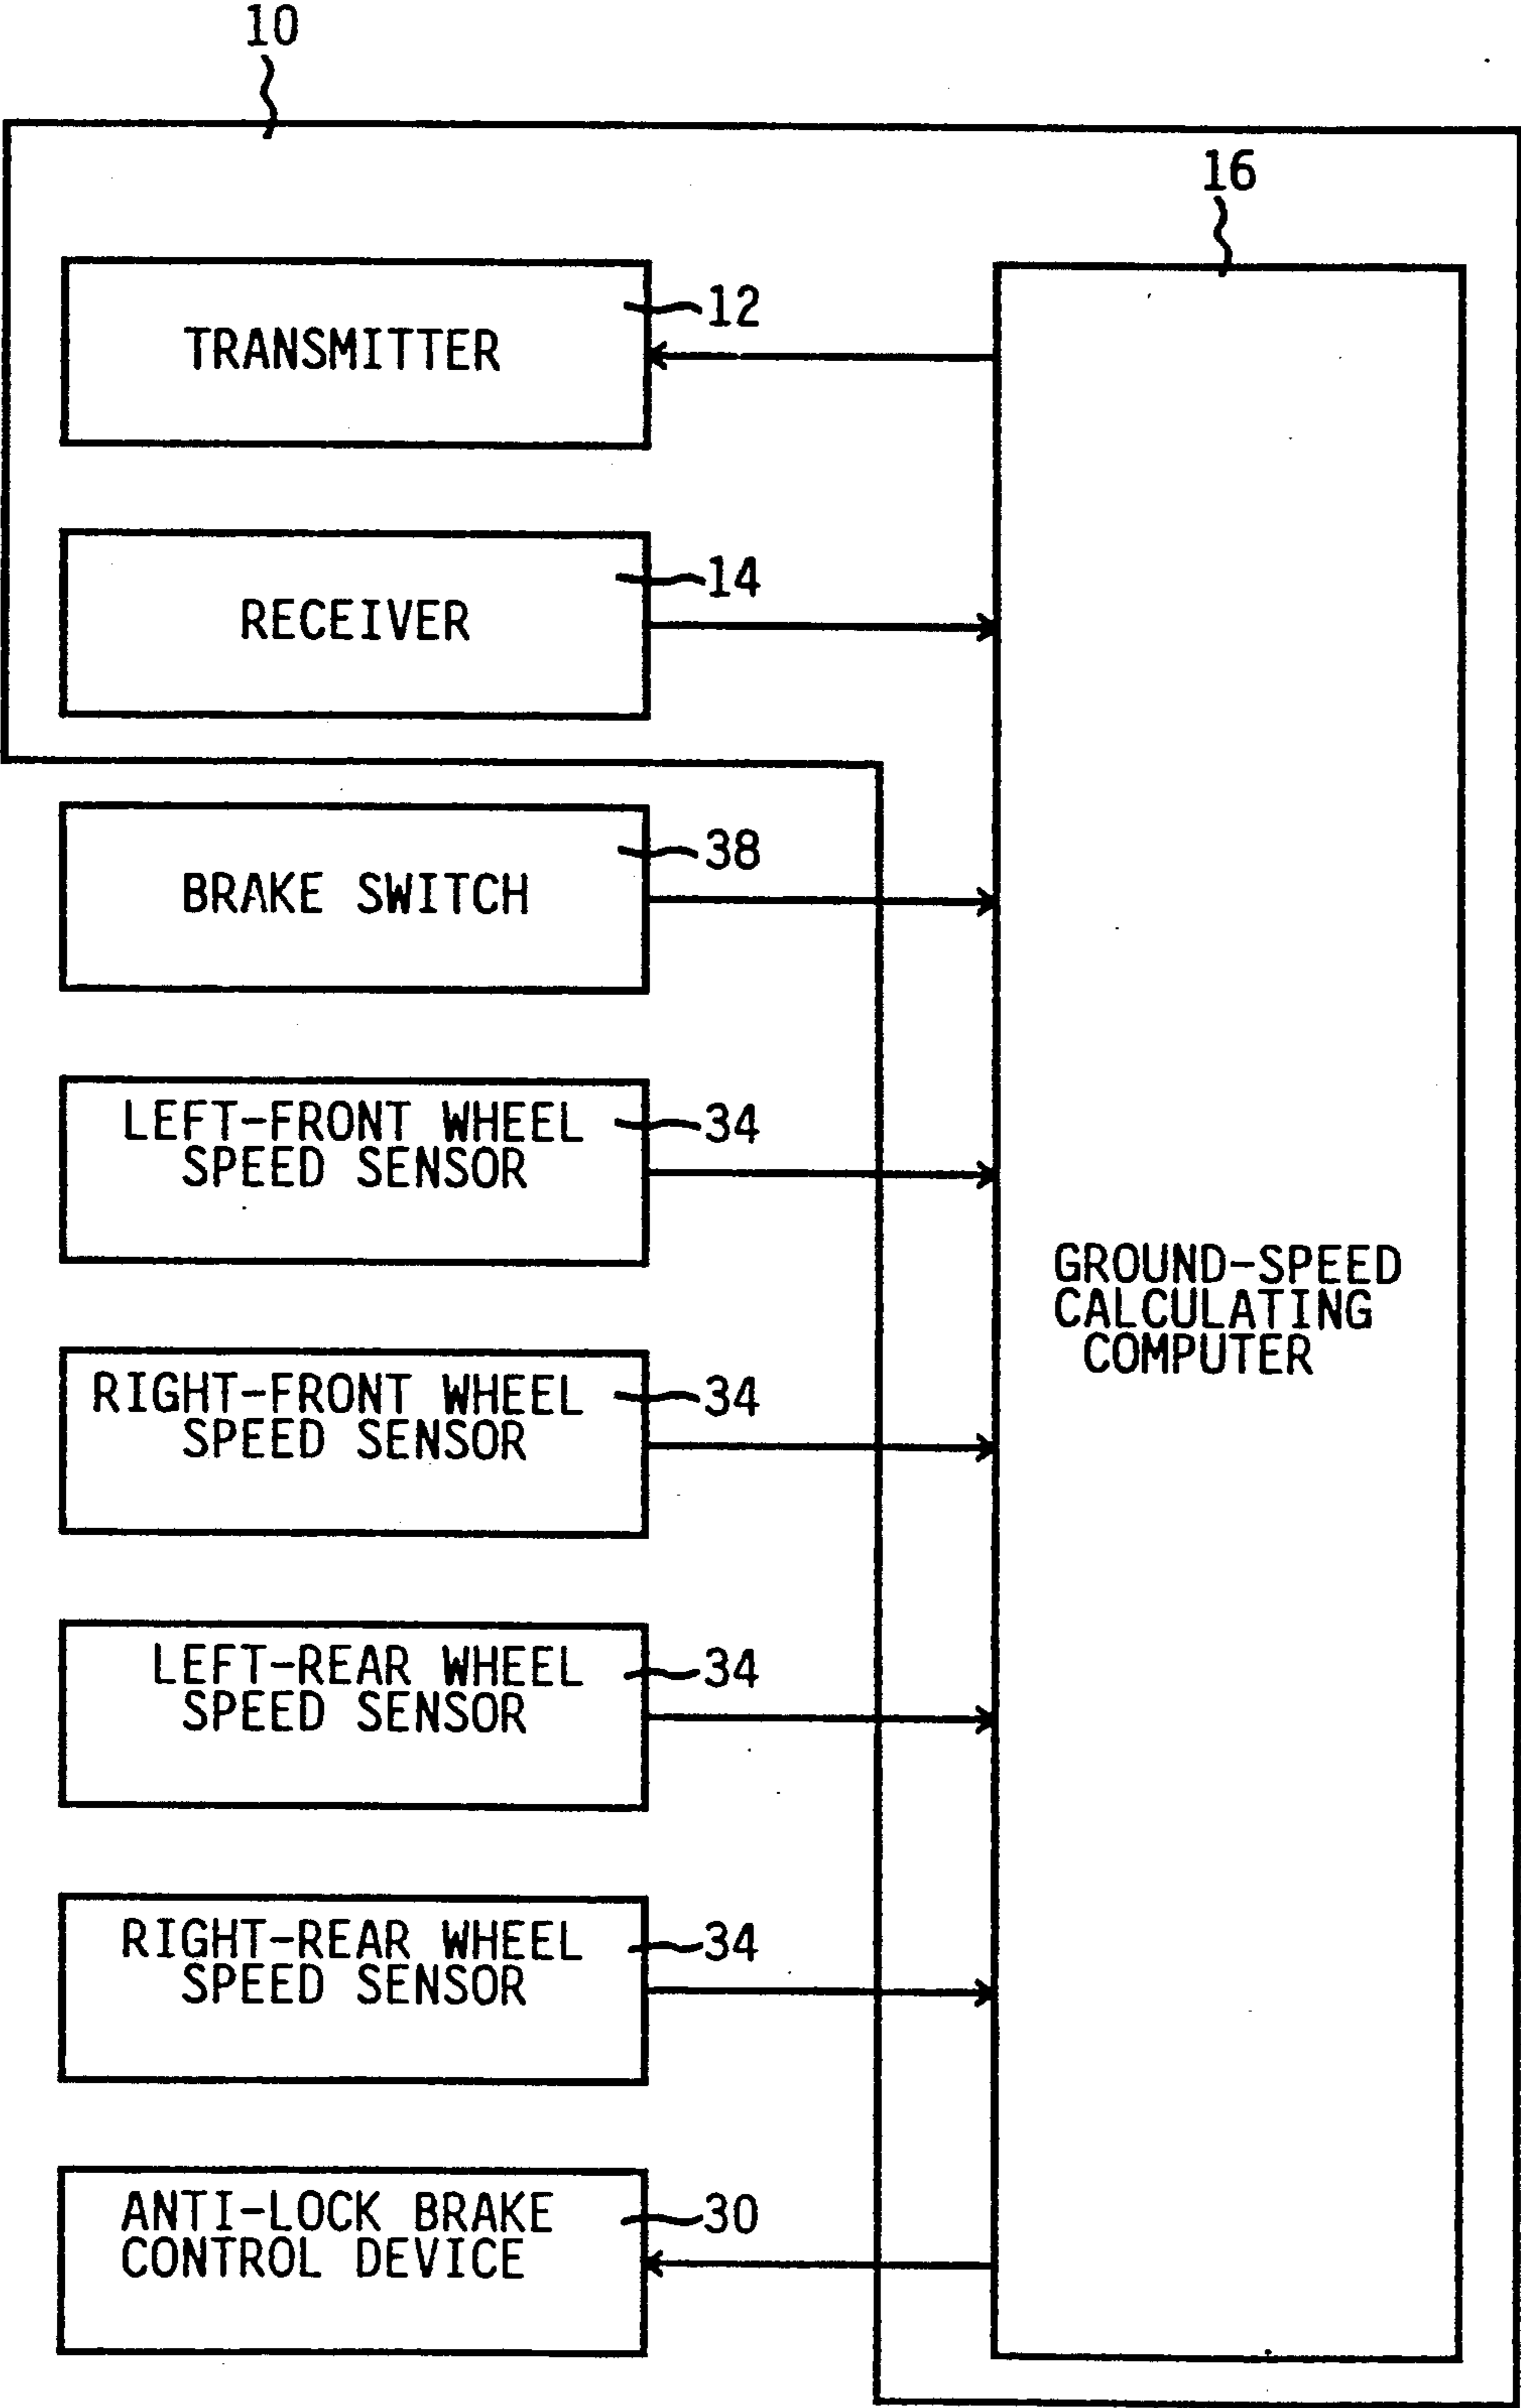 10
16
12
TRANSMITTER
14
RECEIVER
38
BRAKE SWITCH
LEFT-FRONT WHEEL
34
SPEED SENSOR
GROUND-SPEED
CALCULATING
COMPUTER
RIGHT-FRONT WHEEL
34
SPEED SENSOR
LEFT-REAR WHEEL
34
SPEED SENSOR
RIGHT-REAR WHEEL
34
SPEED SENSOR
ANTI-LOCK BRAKE
30
CONTROL DEVICE